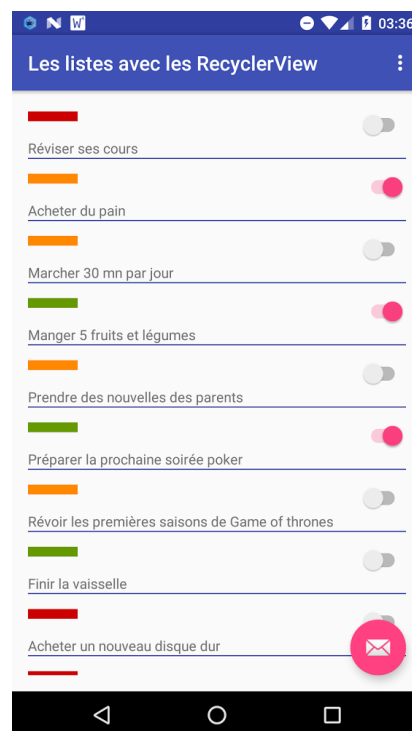 N W 03:36
Les listes avec les RecyclerView
Réviser ses cours
Acheter du pain
Marcher 30 mn par jour
Manger 5 fruits et légumes
Prendre des nouvelles des parents
Préparer la prochaine soirée poker
Révoir les premières saisons de Game of thrones
Finir la vaisselle
Acheter un nouveau disque dur